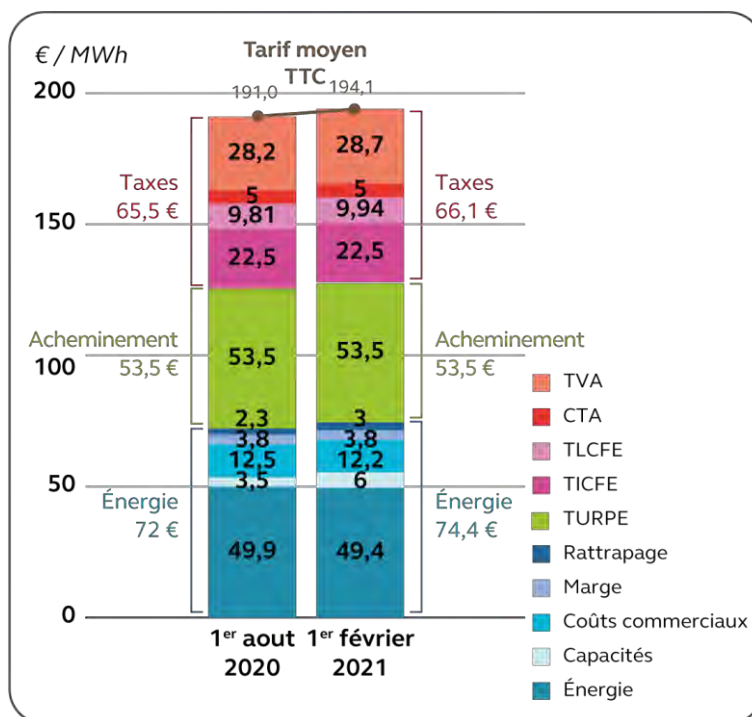 € / MWh
Tarif moyen
TTC
191,0
194,1
200
150
100
50
0
Taxes
65,5 €
Acheminement
53,5 €
Énergie
72 €
28,2
5
9,81
22,5
53,5
2,3
3,8
12,5
3,5
49,9
28,7
5
9,94
22,5
53,5
3
3,8
12,2
6
49,4
Taxes
66,1 €
Acheminement
53,5 €
Énergie
74,4 €
1er aout
2020
1er février
2021
TVA
CTA
TLCFE
TICFE
TURPE
Rattrapage
Marge
Coûts commerciaux
Capacités
Énergie